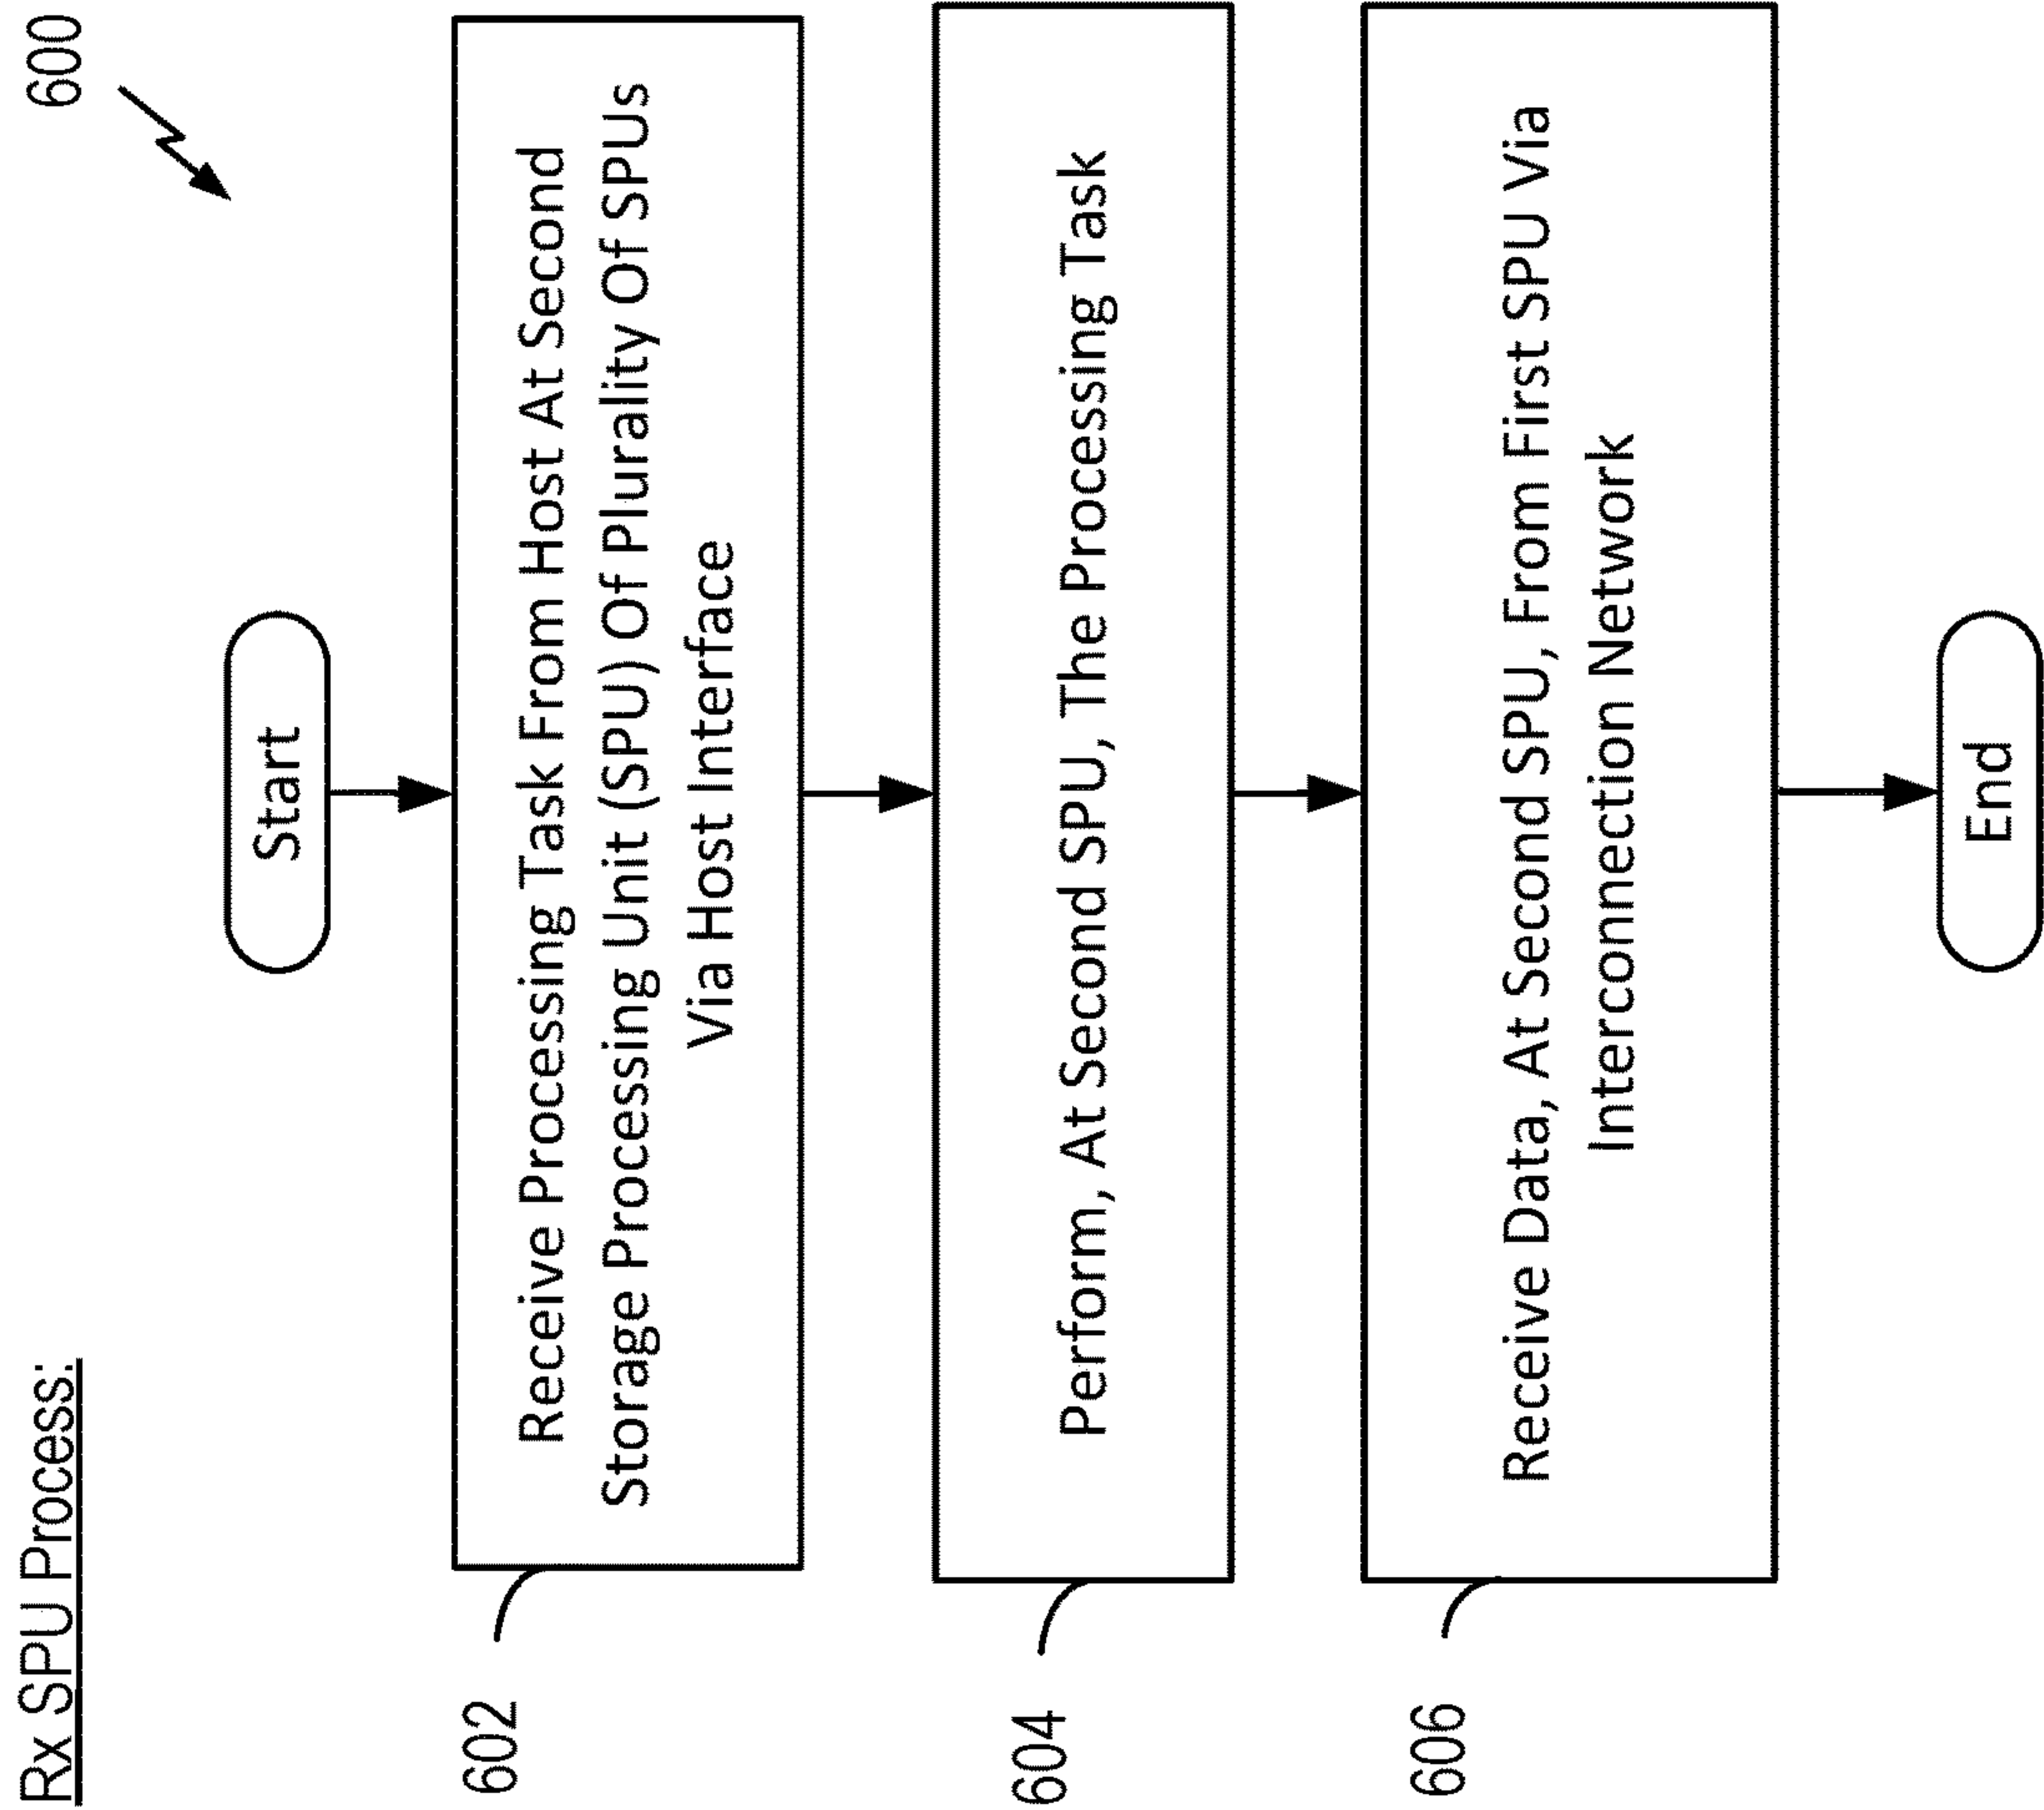 Rx SPU Process:
600
Start
602
Receive Processing Task From Host At Second
Storage Processing Unit (SPU) Of Plurality Of SPUs
Via Host Interface
604
Perform, At Second SPU, The Processing Task
606
Receive Data, At Second SPU, From First SPU Via
Interconnection Network
End